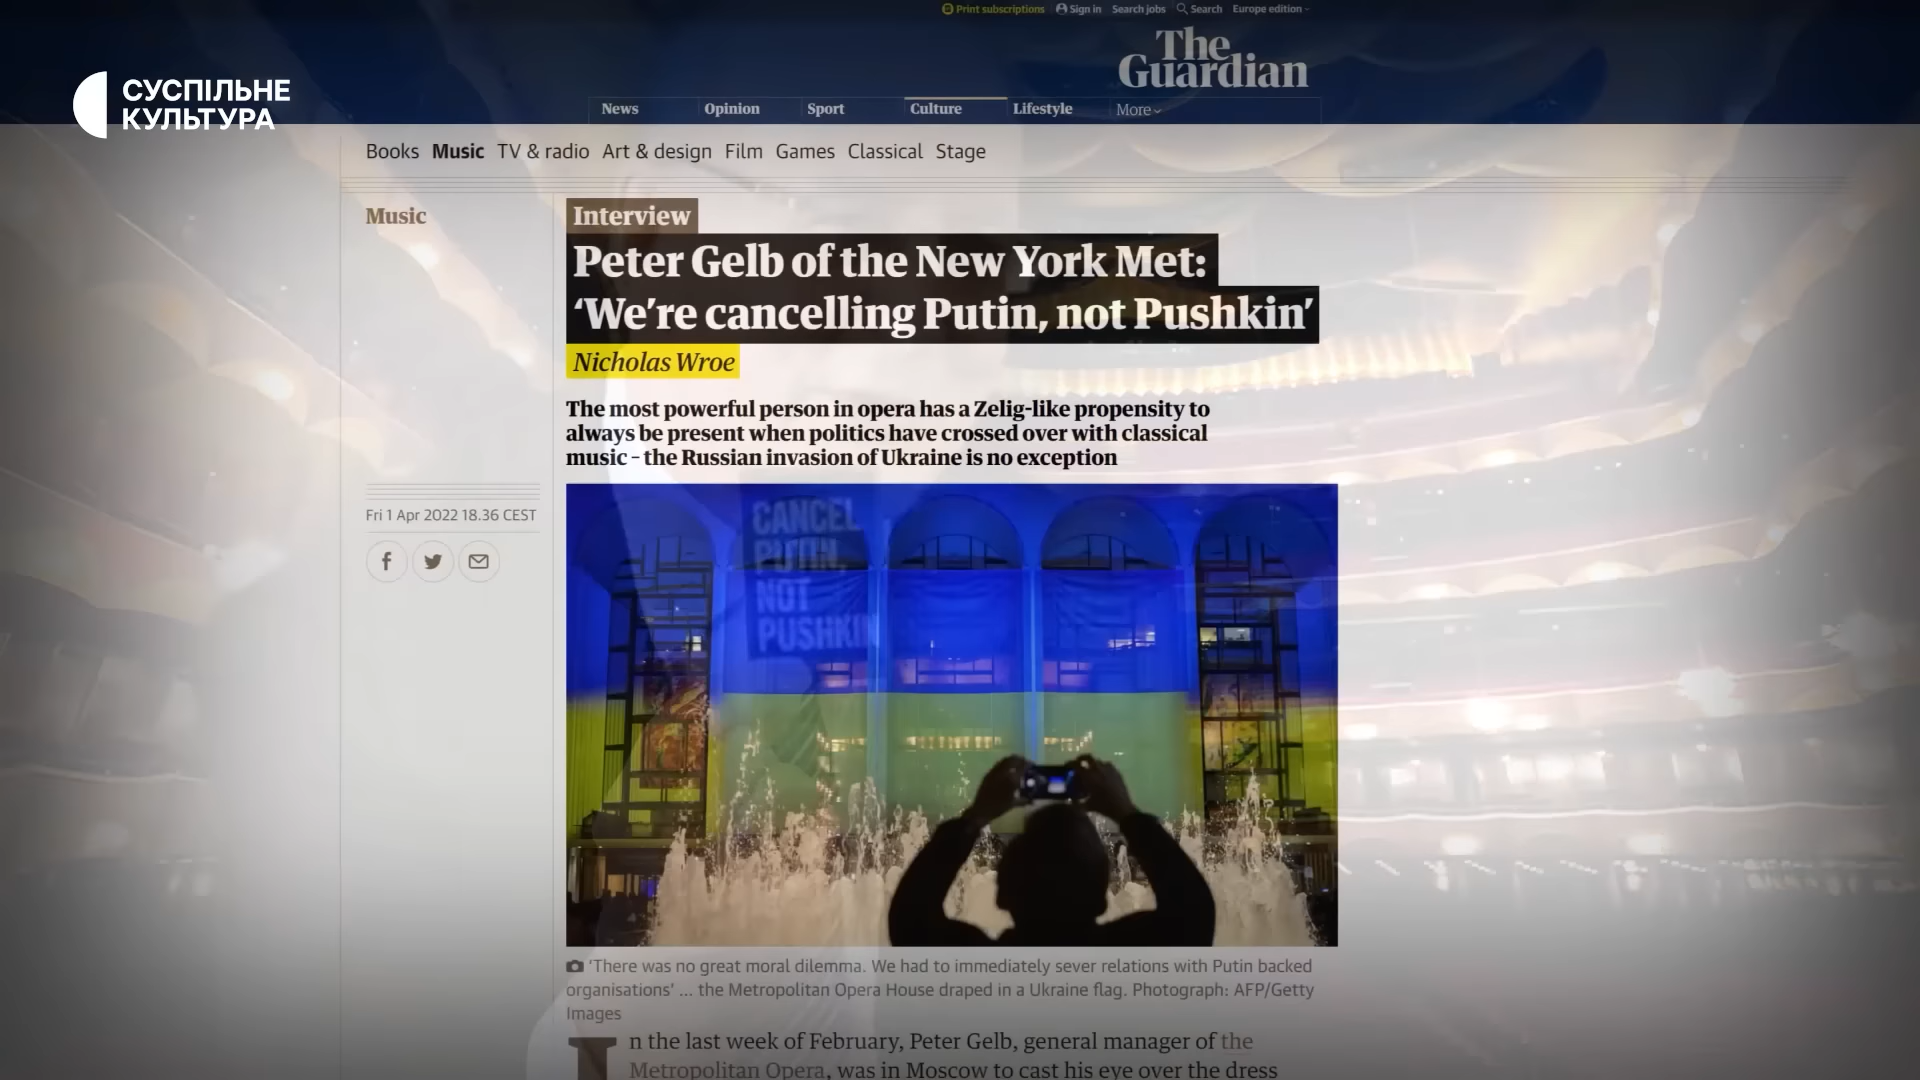 Print subscriptions Sign in Search jobs Search Europe edition
The
Guardian
СУСПІЛЬНЕ
КУЛЬТУРА
News Opinion Sport Culture Lifestyle More
Books Music TV & radio Art & design Film Games Classical Stage
Music
Interview
Peter Gelb of the New York Met:
‘We’re cancelling Putin, not Pushkin’
Nicholas Wroe
The most powerful person in opera has a Zelig-like propensity to
always be present when politics have crossed over with classical
music – the Russian invasion of Ukraine is no exception
Fri 1 Apr 2022 18.36 CEST
CANCEL
PUTIN,
NOT
PUSHKIN
‘There was no great moral dilemma. We had to immediately sever relations with Putin backed
organisations’ ... the Metropolitan Opera House draped in a Ukraine flag. Photograph: AFP/Getty
Images
In the last week of February, Peter Gelb, general manager of the
Metropolitan Opera, was in Moscow to cast his eye over the dress